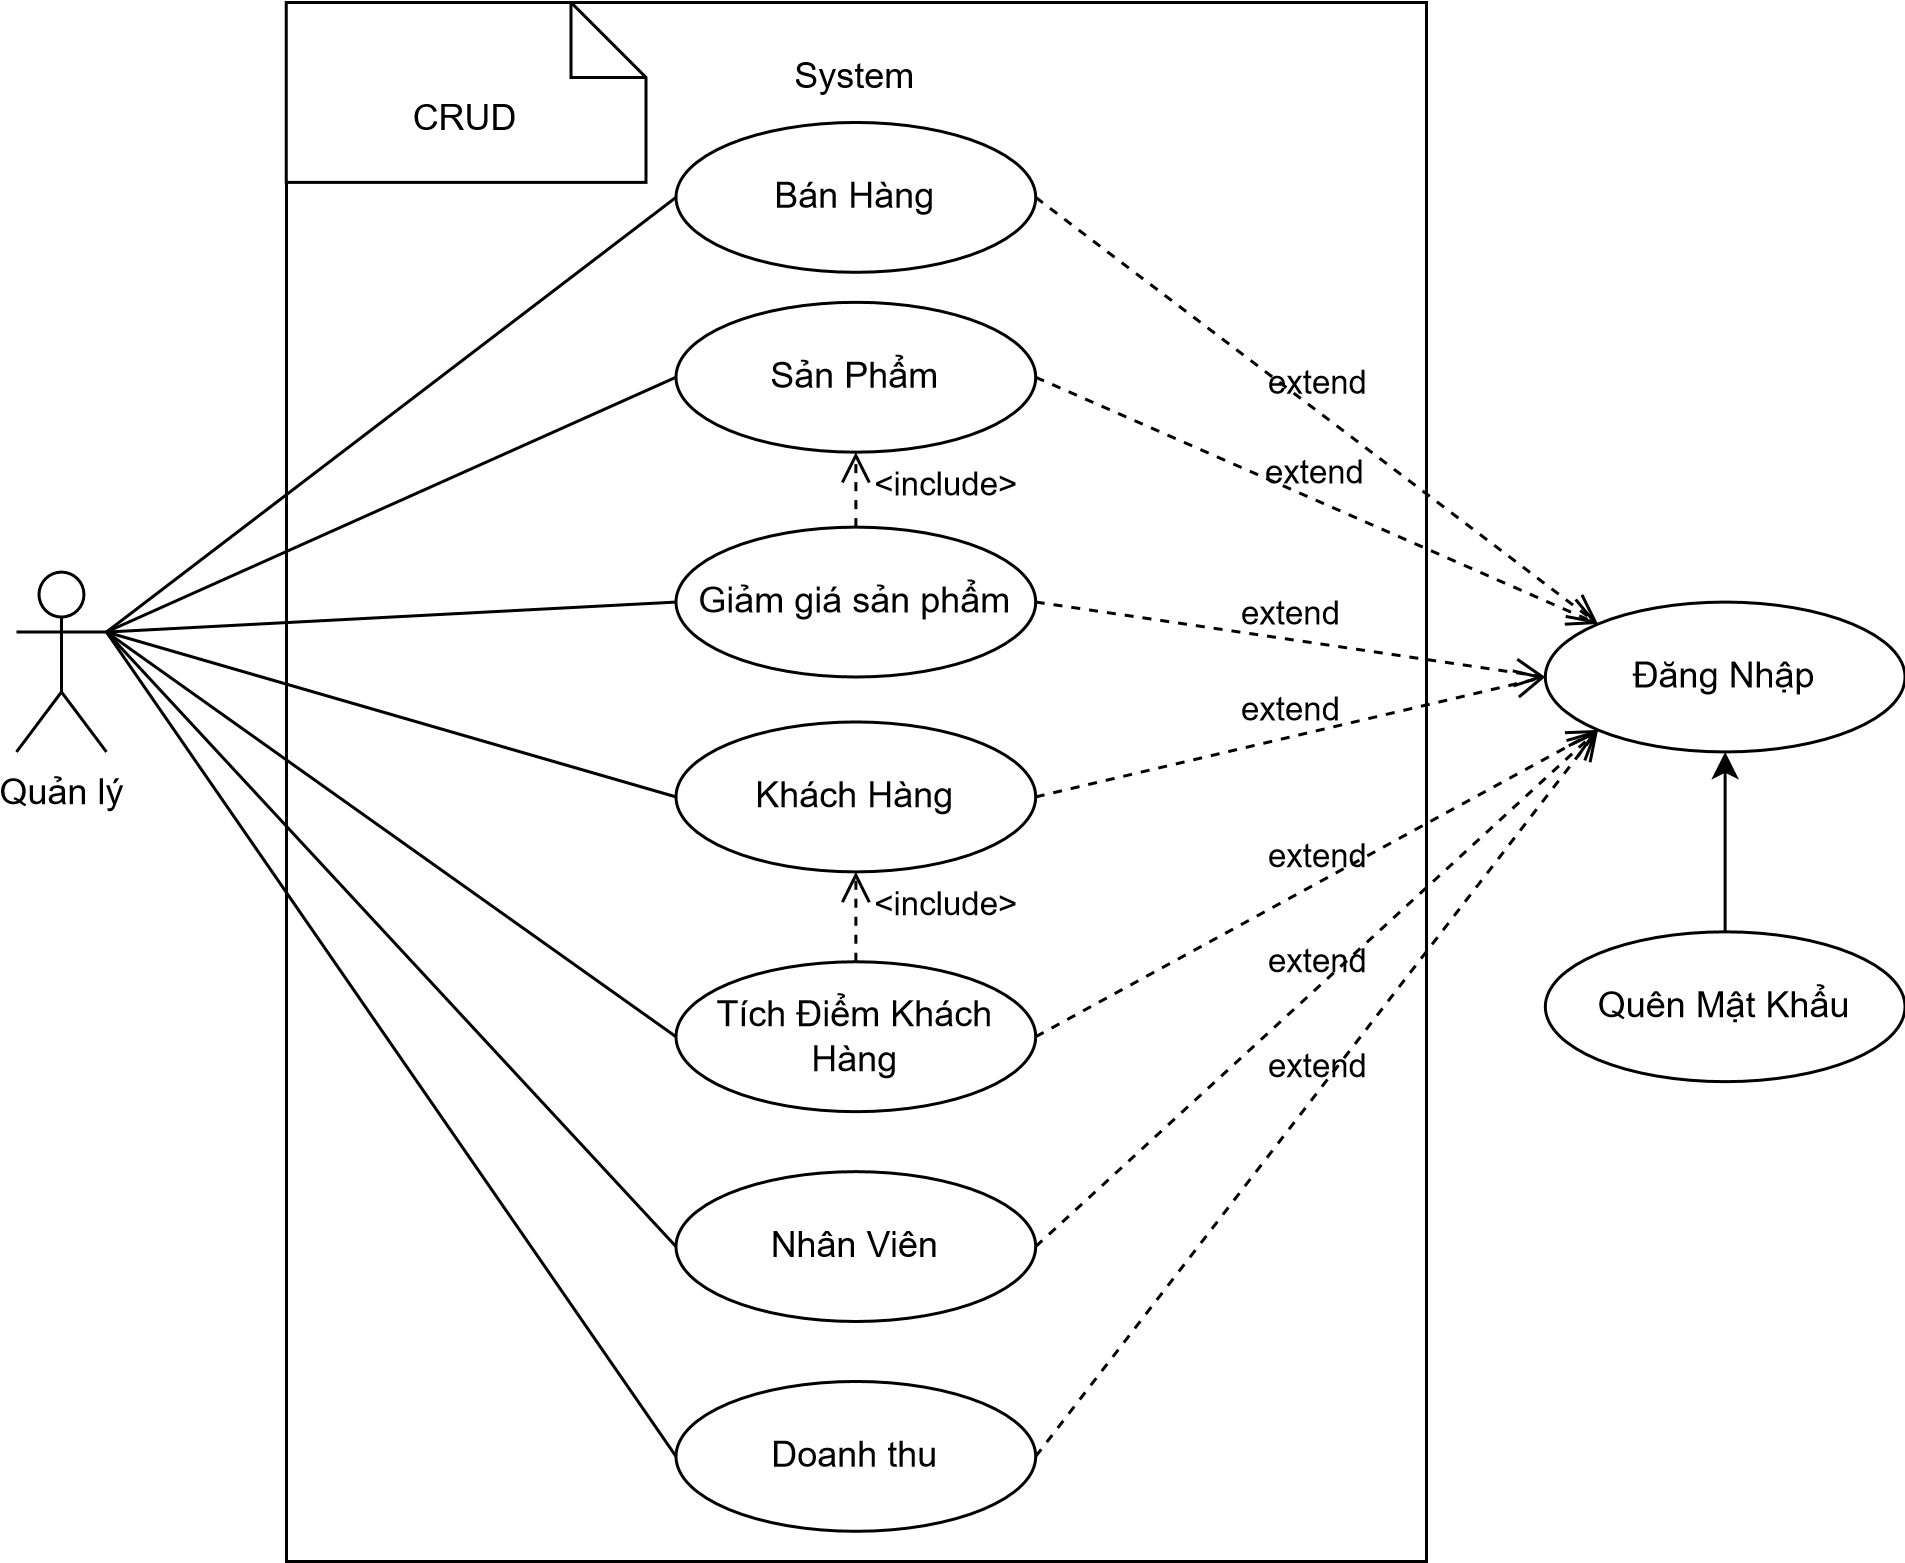 System
CRUD
Bán Hàng
Sản Phẩm
extend
extend
<include>
Giảm giá sản phẩm
extend
Đăng Nhập
extend
Quản lý
Khách Hàng
extend
<include>
extend
Tích Điểm Khách
Hàng
Quên Mật Khẩu
extend
Nhân Viên
Doanh thu